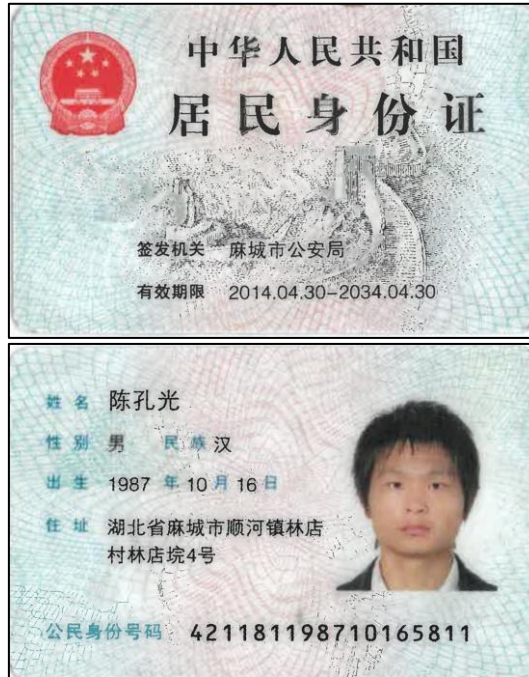 中华人民共和国
居民身份证
签发机关 麻城市公安局
有效期限 2014.04.30-2034.04.30
姓名 陈孔光
性别 男 民族 汉
出生 1987 年 10 月 16 日
住址 湖北省麻城市顺河镇林店
村林店垸4号
公民身份号码 421181198710165811